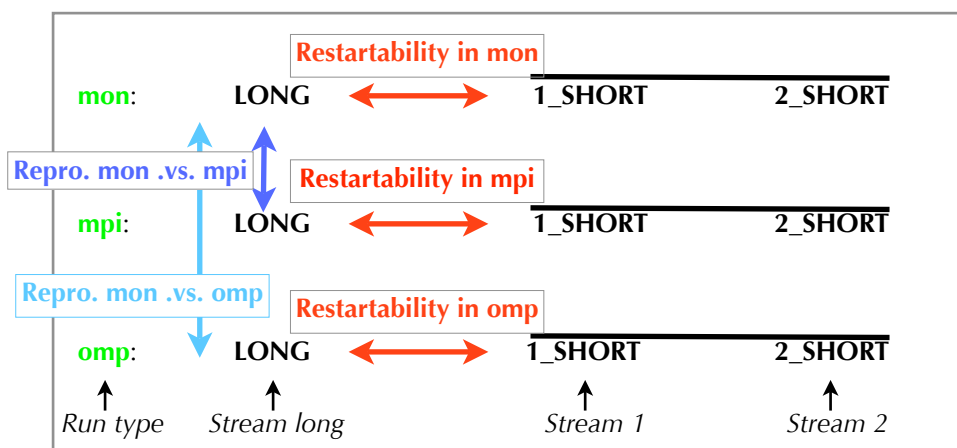 Restartability in mon
mon: LONG 1_SHORT 2_SHORT
Repro. mon .vs. mpi
Restartability in mpi
mpi: LONG 1_SHORT 2_SHORT
Repro. mon .vs. omp
Restartability in omp
omp: LONG 1_SHORT 2_SHORT
Run type Stream long Stream 1 Stream 2